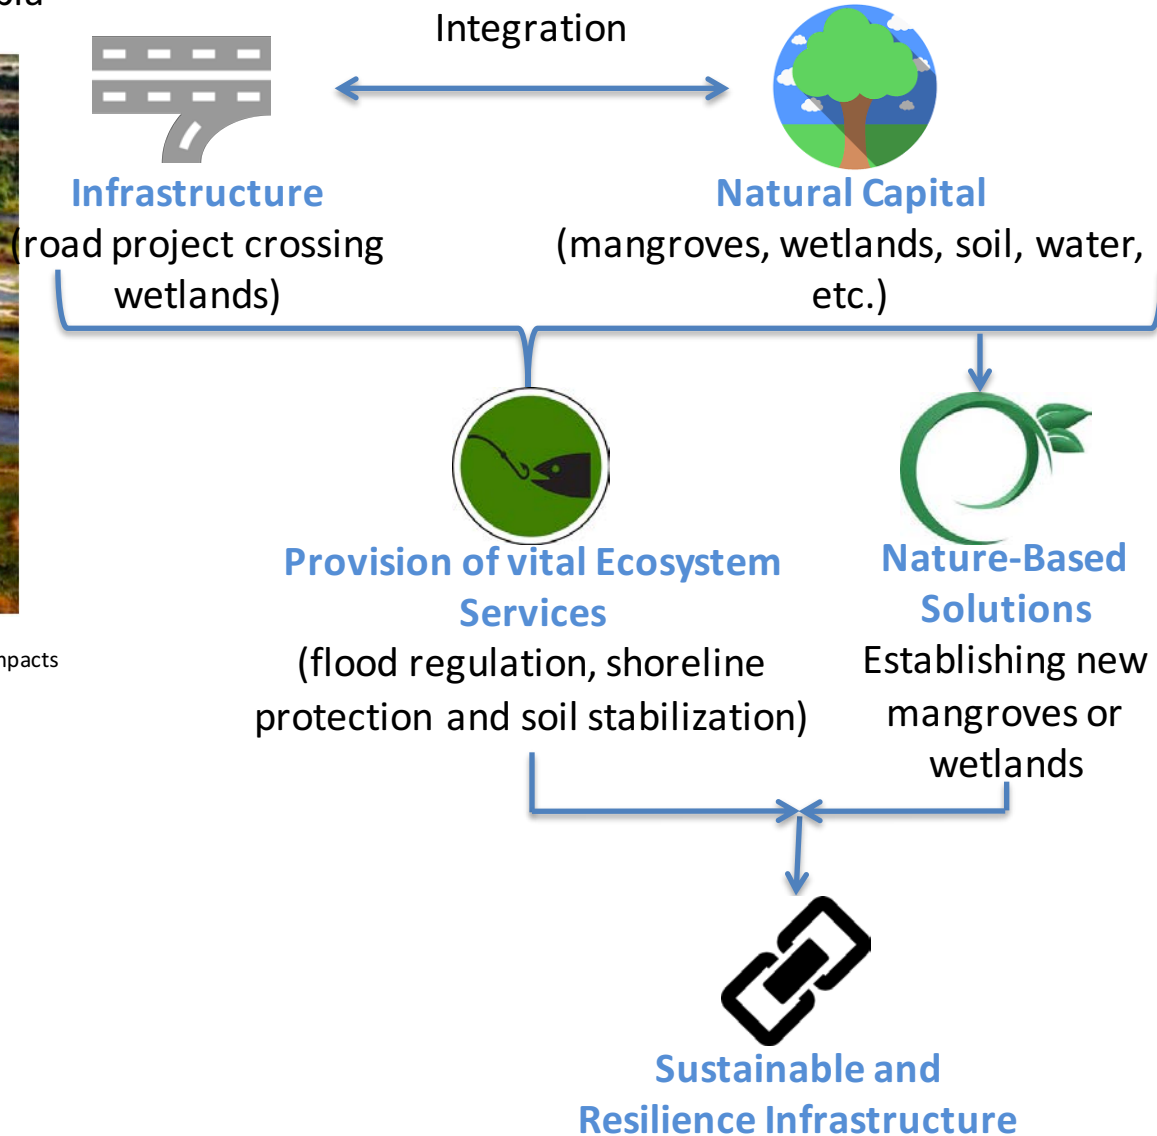 Integration
Infrastructure
(road project crossing
wetlands)
Natural Capital
(mangroves, wetlands, soil, water,
etc.)
Provision of vital Ecosystem
Services
(flood regulation, shoreline
protection and soil stabilization)
Nature-Based
Solutions
Establishing new
mangroves or
wetlands
Sustainable and
Resilience Infrastructure